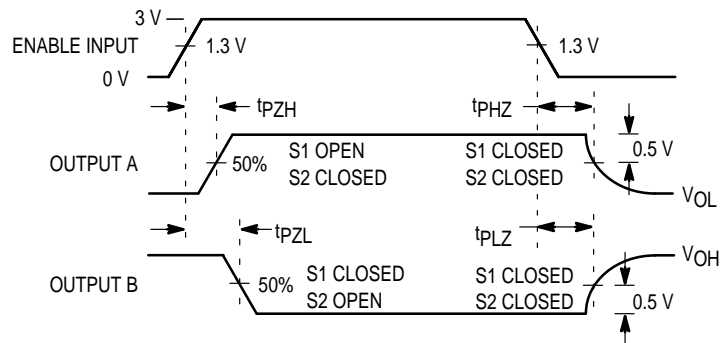 3 V
ENABLE INPUT
1.3 V
1.3 V
0 V
tPZH
tPHZ
OUTPUT A
50%
S1 OPEN
S2 CLOSED
S1 CLOSED
S2 CLOSED
0.5 V
VOL
tPZL
tPLZ
VOH
OUTPUT B
50%
S1 CLOSED
S2 OPEN
S1 CLOSED
S2 CLOSED
0.5 V